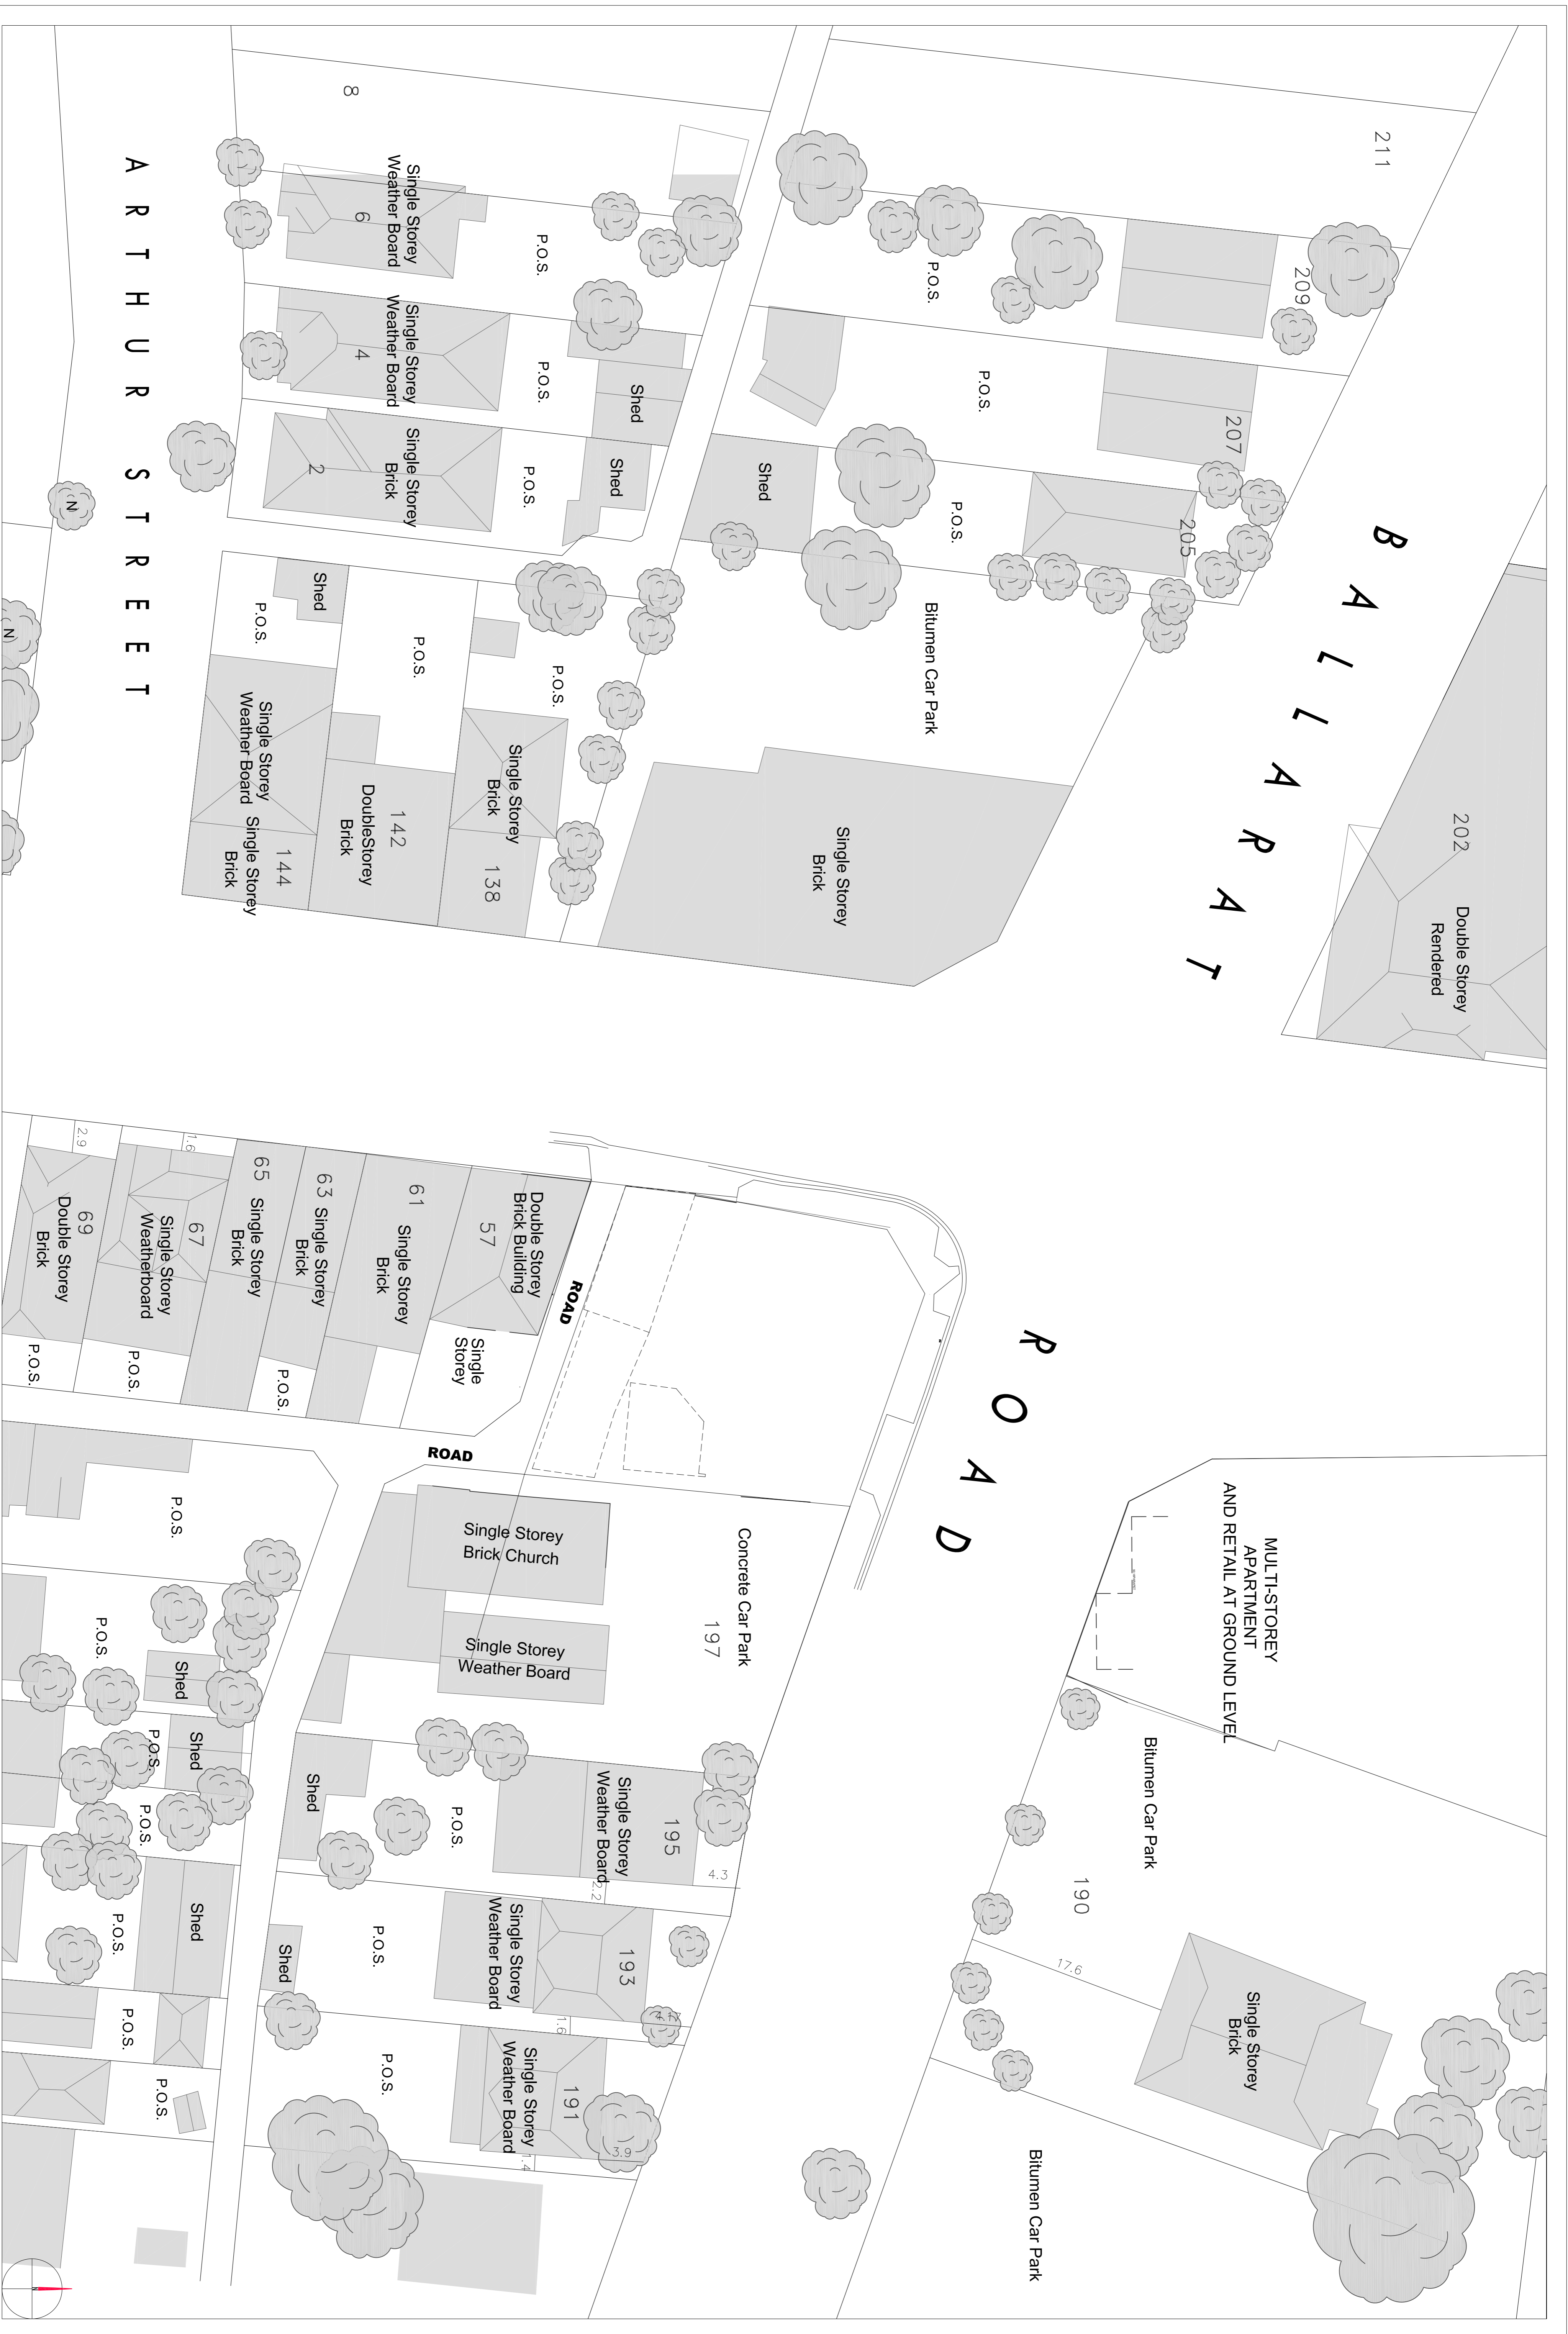 211
8
ARTHUR STREET
Single Storey
Weather Board
6
P.O.S.
P.O.S.
209
Single Storey
Weather Board
4
P.O.S.
Shed
P.O.S.
207
Single Storey
Brick
2
P.O.S.
Shed
Shed
P.O.S.
205
BALLARAT
N
N
Shed
P.O.S.
P.O.S.
P.O.S.
Bitumen Car Park
Single Storey
Weather Board
Single Storey
Brick
144
142
DoubleStorey
Brick
Single Storey
Brick
138
Single Storey
Brick
202
Double Storey
Rendered
2.9
1.6
69
Double Storey
Brick
P.O.S.
67
Single Storey
Weatherboard
P.O.S.
65
Single Storey
Brick
63
Single Storey
Brick
P.O.S.
61
Single Storey
Brick
57
Double Storey
Brick Building
Single
Storey
ROAD
ROAD
ROAD
P.O.S.
Single Storey
Brick Church
Single Storey
Weather Board
Concrete Car Park
197
MULTI-STOREY
APARTMENT
AND RETAIL AT GROUND LEVEL
Bitumen Car Park
190
17.6
Single Storey
Brick
Bitumen Car Park
P.O.S.
Shed
P.O.S.
Shed
P.O.S.
Shed
P.O.S.
Single Storey
Weather Board
195
4.3
2.2
P.O.S.
Shed
Shed
P.O.S.
Single Storey
Weather Board
193
1.6
P.O.S.
P.O.S.
P.O.S.
Single Storey
Weather Board
191
3.9
1.4
N